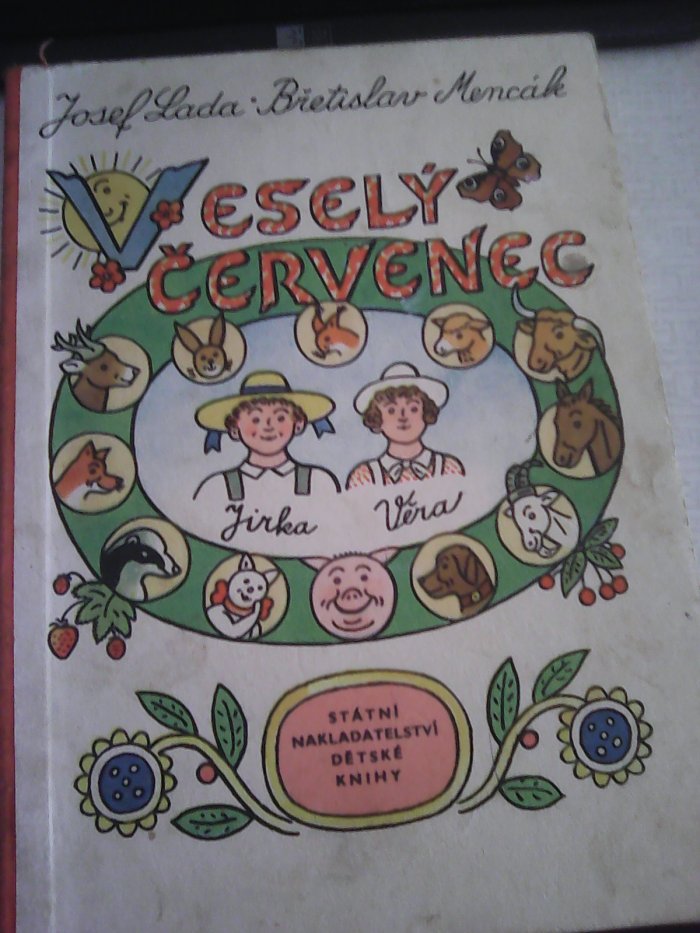 Josef Lada · Břetislav · Mencák
VESELÝ
ČERVENEC
Jirka Věra
STÁTNÍ
NAKLADATELSTVÍ
DĚTSKÉ
KNIHY